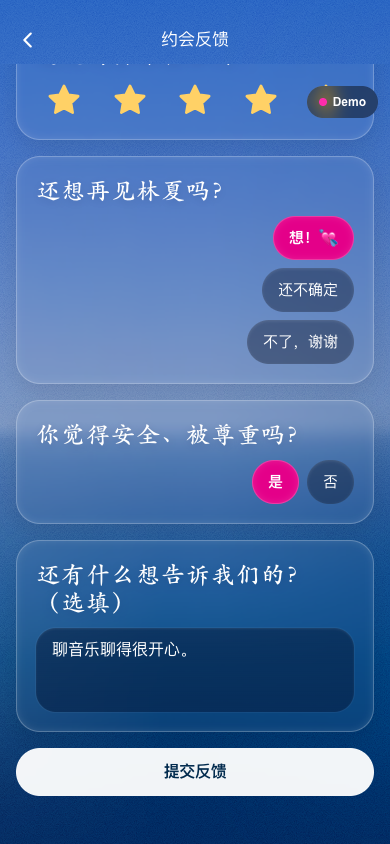 约会反馈
Demo
还想再见林夏吗?
想! 💘
还不确定
不了，谢谢
你觉得安全、被尊重吗?
是
否
还有什么想告诉我们的?
（选填）
聊音乐聊得很开心。
提交反馈